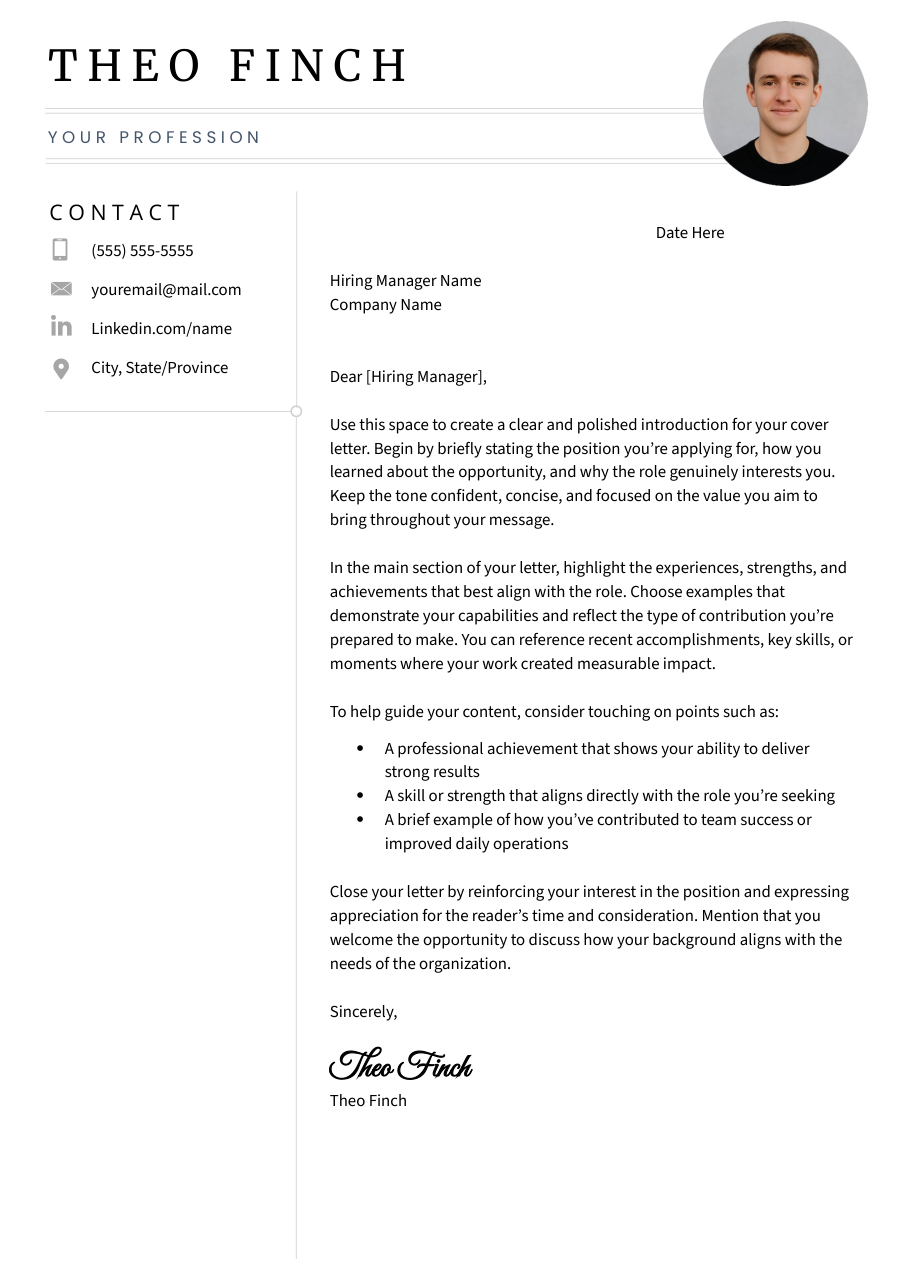 THEO FINCH
YOUR PROFESSION
CONTACT
(555) 555-5555
youremail@mail.com
Linkedin.com/name
City, State/Province
Date Here
Hiring Manager Name
Company Name
Dear [Hiring Manager],
Use this space to create a clear and polished introduction for your cover
letter. Begin by briefly stating the position you’re applying for, how you
learned about the opportunity, and why the role genuinely interests you.
Keep the tone confident, concise, and focused on the value you aim to
bring throughout your message.
In the main section of your letter, highlight the experiences, strengths, and
achievements that best align with the role. Choose examples that
demonstrate your capabilities and reflect the type of contribution you’re
prepared to make. You can reference recent accomplishments, key skills, or
moments where your work created measurable impact.
To help guide your content, consider touching on points such as:
• A professional achievement that shows your ability to deliver
strong results
• A skill or strength that aligns directly with the role you’re seeking
• A brief example of how you’ve contributed to team success or
improved daily operations
Close your letter by reinforcing your interest in the position and expressing
appreciation for the reader’s time and consideration. Mention that you
welcome the opportunity to discuss how your background aligns with the
needs of the organization.
Sincerely,
Theo Finch
Theo Finch